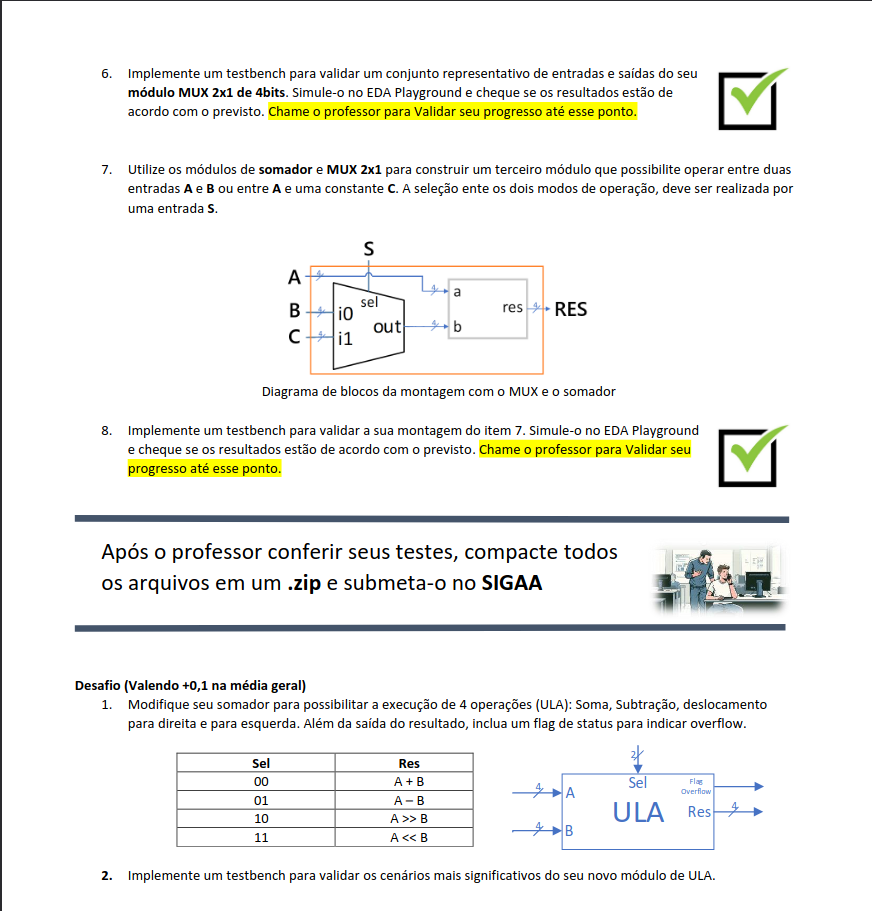 6. Implemente um testbench para validar um conjunto representativo de entradas e saídas do seu
módulo MUX 2x1 de 4bits. Simule-o no EDA Playground e cheque se os resultados estão de
acordo com o previsto. Chame o professor para Validar seu progresso até esse ponto.
7. Utilize os módulos de somador e MUX 2x1 para construir um terceiro módulo que possibilite operar entre duas
entradas A e B ou entre A e uma constante C. A seleção ente os dois modos de operação, deve ser realizada por
uma entrada S.
S
A 4
4 a
B 4 i0 sel
res 4 RES
out 4 b
C 4 i1
Diagrama de blocos da montagem com o MUX e o somador
8. Implemente um testbench para validar a sua montagem do item 7. Simule-o no EDA Playground
e cheque se os resultados estão de acordo com o previsto. Chame o professor para Validar seu
progresso até esse ponto.
Após o professor conferir seus testes, compacte todos
os arquivos em um .zip e submeta-o no SIGAA
Desafio (Valendo +0,1 na média geral)
1. Modifique seu somador para possibilitar a execução de 4 operações (ULA): Soma, Subtração, deslocamento
para direita e para esquerda. Além da saída do resultado, inclua um flag de status para indicar overflow.
Sel Res
00 A + B
01 A – B
10 A >> B
11 A << B
2
Sel
Flag
Overflow
4 A
ULA
Res 4
4 B
2. Implemente um testbench para validar os cenários mais significativos do seu novo módulo de ULA.